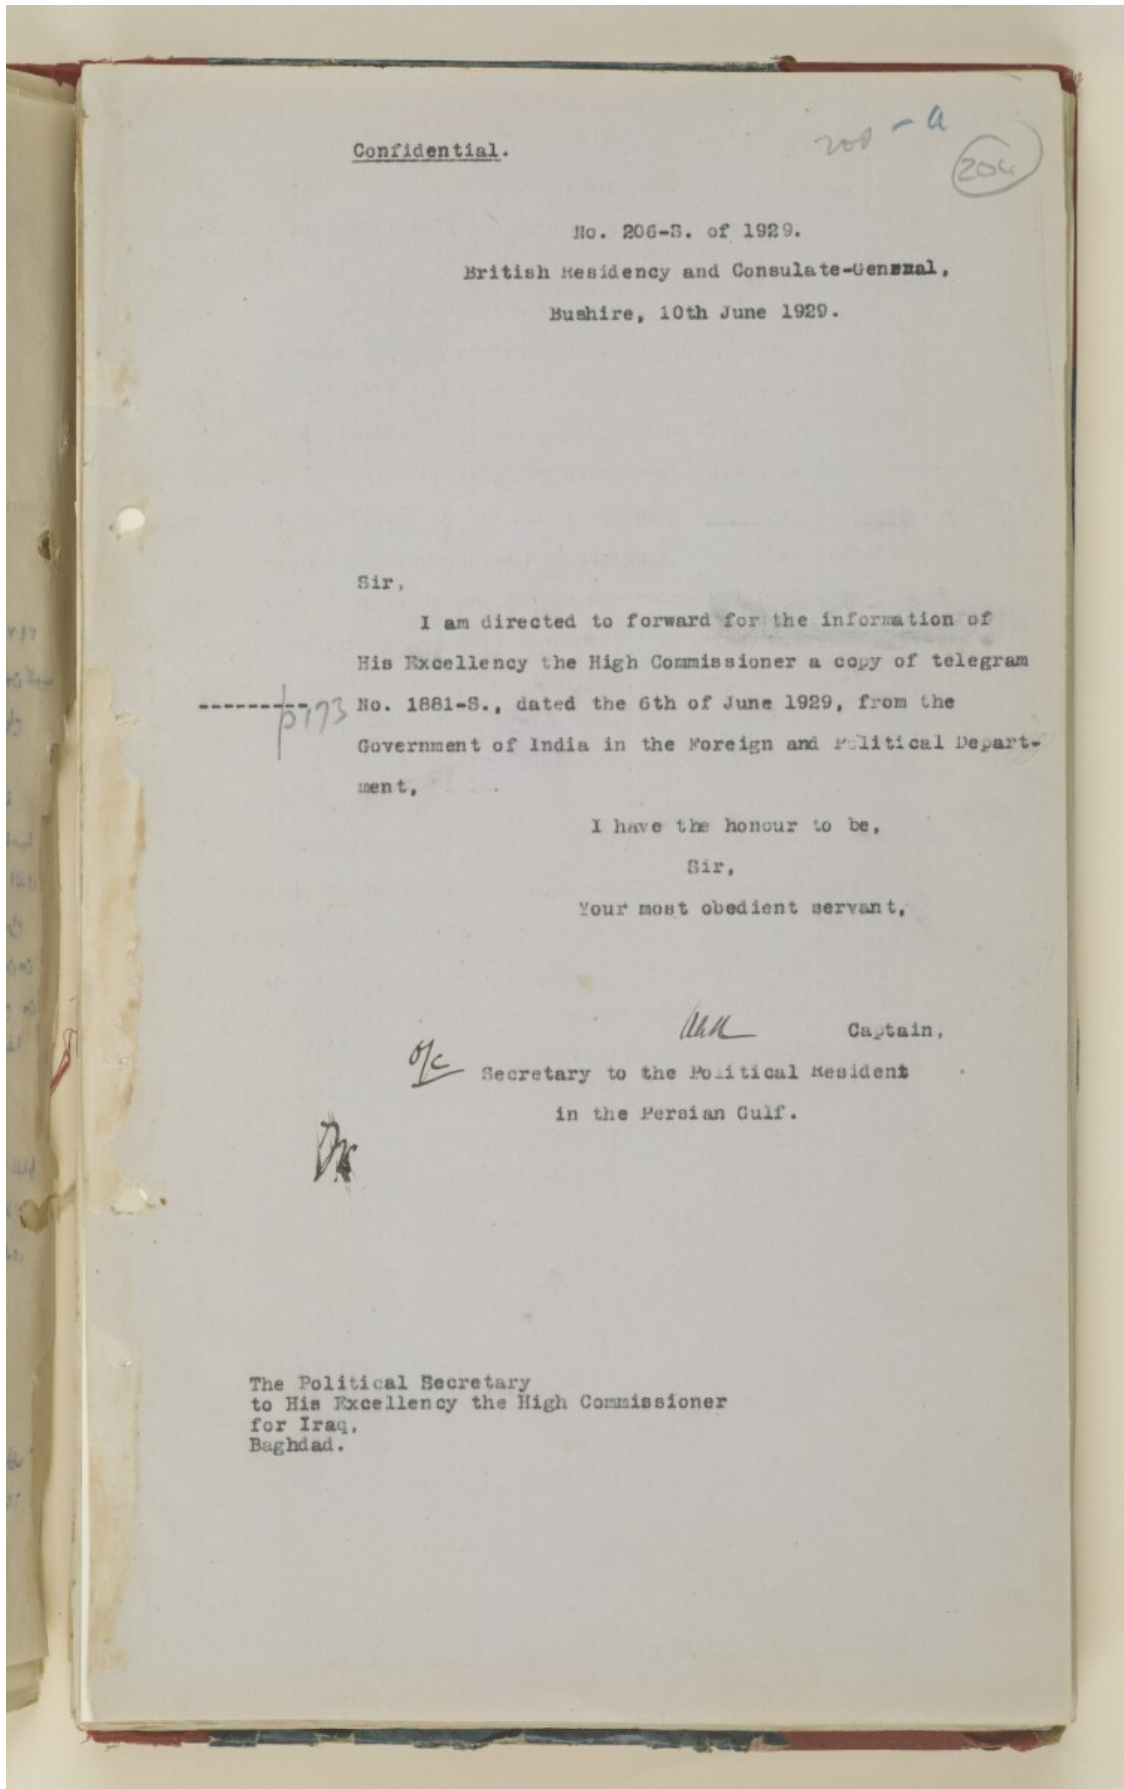 Confidential.
200 - a
204
No. 206-S. of 1929.
British Residency and Consulate-General,
Bushire, 10th June 1929.
Sir,
I am directed to forward for the information of
His Excellency the High Commissioner a copy of telegram
--------- p173 No. 1881-S., dated the 6th of June 1929, from the
Government of India in the Foreign and Political Depart-
ment,
I have the honour to be,
Sir,
Your most obedient servant,
Captain,
o/c Secretary to the Political Resident
in the Persian Gulf.
The Political Secretary
to His Excellency the High Commissioner
for Iraq,
Baghdad.